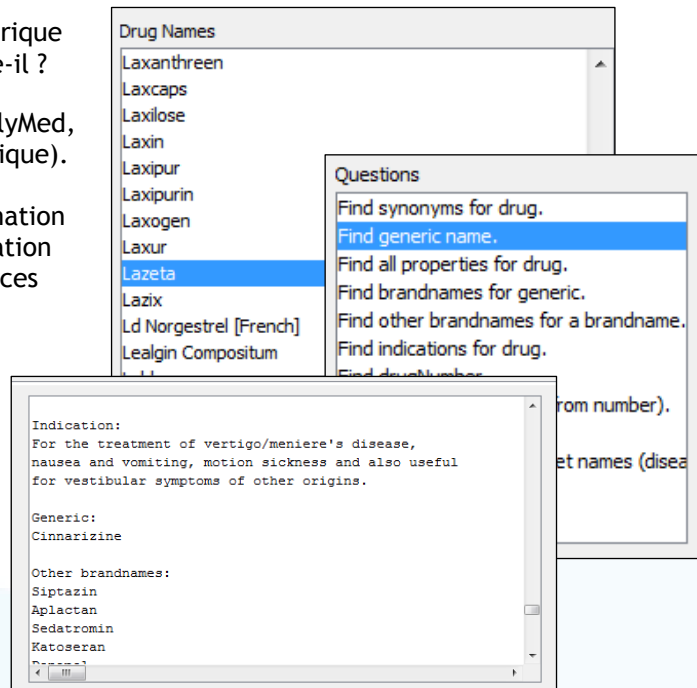 rique
e-il ?
lyMed,
ique).
nation
ation
ces
Drug Names
Laxanthreen
Laxcaps
Laxilose
Laxin
Laxipur
Laxipurin
Laxogen
Laxur
Lazeta
Lazix
Ld Norgestrel [French]
Lealgin Compositum
Questions
Find synonyms for drug.
Find generic name.
Find all properties for drug.
Find brandnames for generic.
Find other brandnames for a brandname.
Find indications for drug.
Find drugNumber
from number).
et names (disea
Indication:
For the treatment of vertigo/meniere's disease,
nausea and vomiting, motion sickness and also useful
for vestibular symptoms of other origins.
Generic:
Cinnarizine
Other brandnames:
Siptazin
Aplactan
Sedatromin
Katoseran